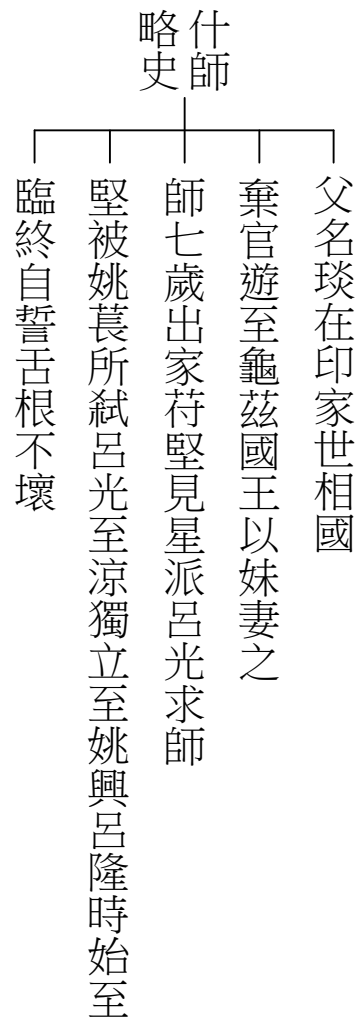 什師
略史
父名琰在印家世相國
棄官遊至龜茲國王以妹妻之
師七歲出家苻堅見星派呂光求師
堅被姚萇所弒呂光至涼獨立至姚興呂隆時始至
臨終自誓舌根不壞